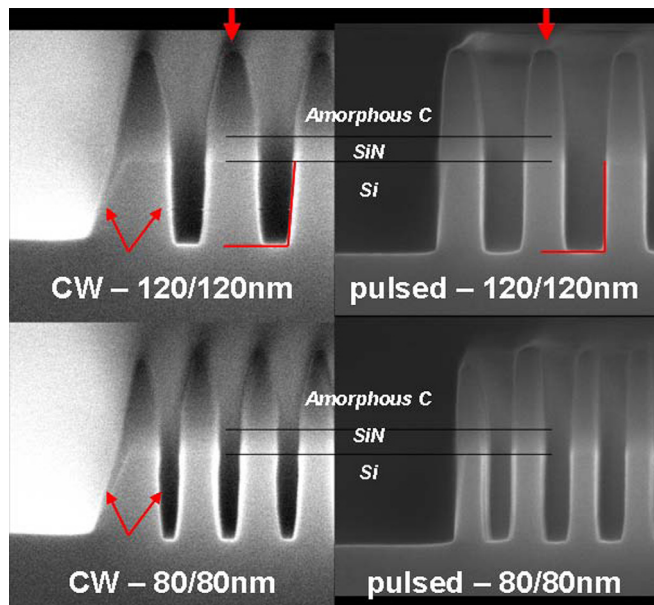 Amorphous C
SiN
Si
CW – 120/120nm
pulsed – 120/120nm
Amorphous C
SiN
Si
CW – 80/80nm
pulsed – 80/80nm